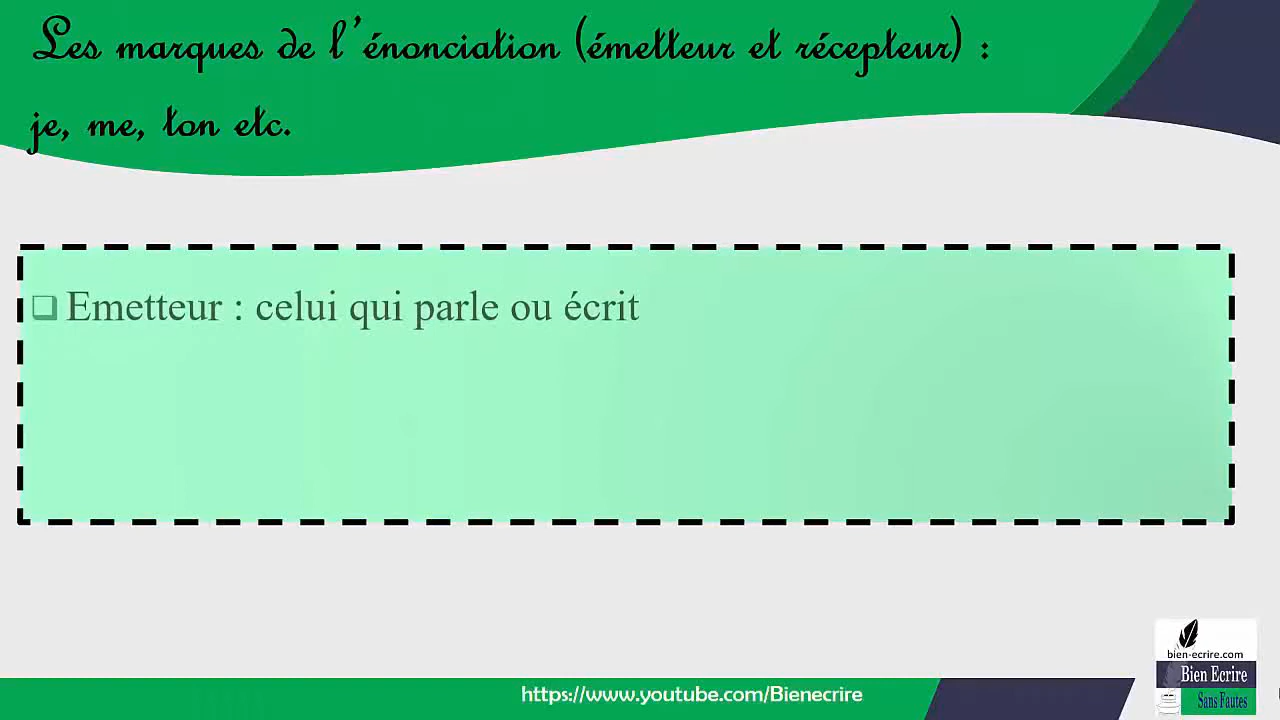 Les marques de l’énonciation (émetteur et récepteur) :
je, me, ton etc.
❑ Emetteur : celui qui parle ou écrit
bien-ecrire.com
Bien Ecrire
Sans Fautes
https://www.youtube.com/Bienecrire